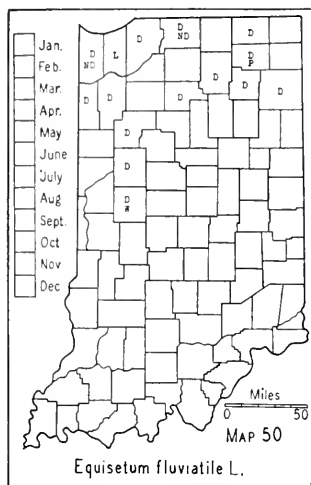 Jan.
Feb.
Mar.
Apr.
May
June
July
Aug
Sept.
Oct
Nov
Dec
D
ND
L
D
D
ND
D
D
P
D
D
D
D
D
D
D
D
D
W
Miles
0 50
MAP 50
Equisetum fluviatile L.